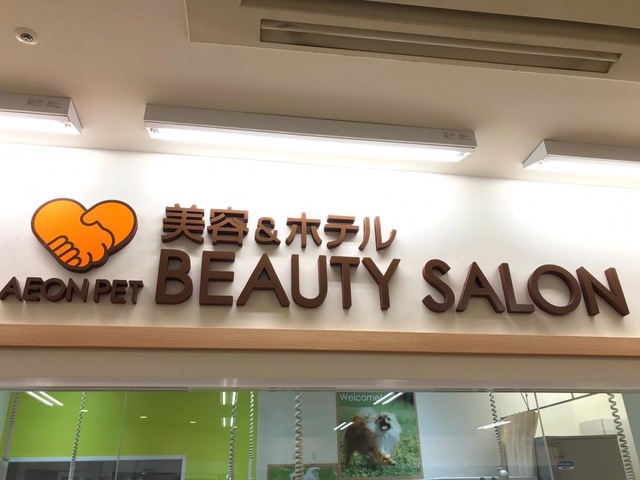 美容&ホテル
AEON PET
BEAUTY SALON
Welcome!